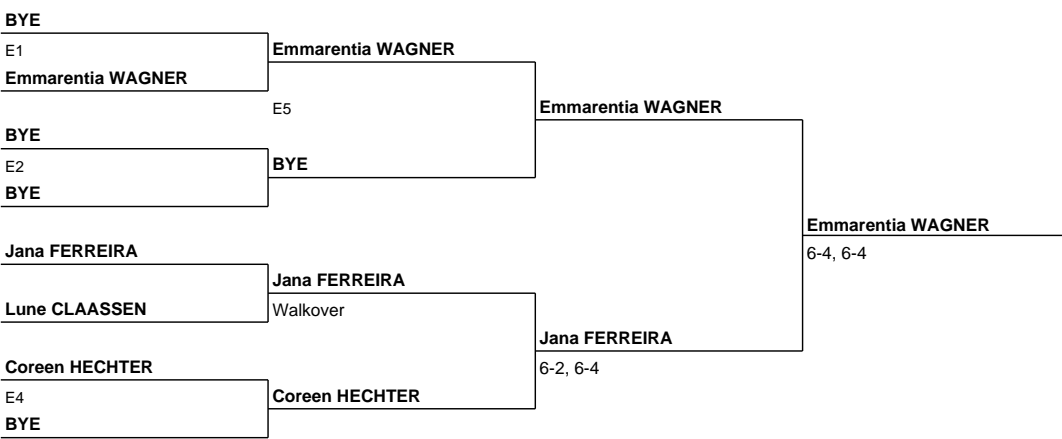 BYE
E1
Emmarentia WAGNER
Emmarentia WAGNER
E5
Emmarentia WAGNER
BYE
E2
BYE
BYE
Emmarentia WAGNER
6-4, 6-4
Jana FERREIRA
Jana FERREIRA
Lune CLAASSEN
Walkover
Jana FERREIRA
6-2, 6-4
Coreen HECHTER
E4
Coreen HECHTER
BYE